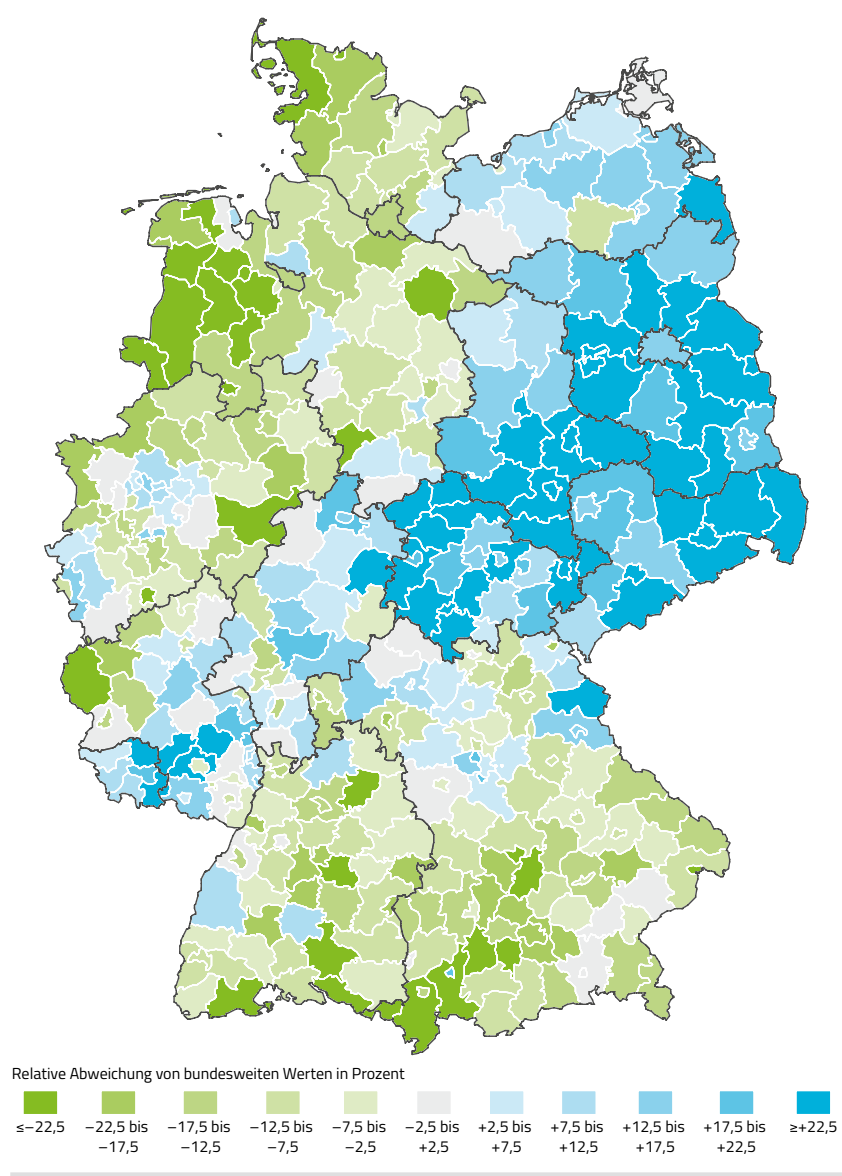 Relative Abweichung von bundesweiten Werten in Prozent
≤−22,5 −22,5 bis −17,5 bis −12,5 bis −7,5 bis −2,5 bis +2,5 bis +7,5 bis +12,5 bis +17,5 bis ≥+22,5
−17,5 −12,5 −7,5 −2,5 +2,5 +7,5 +12,5 +17,5 +22,5